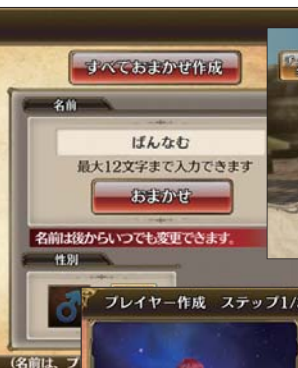 すべておまかせ作成
名前
ばんなむ
最大12文字まで入力できます
おまかせ
名前は後からいつでも変更できます。
性別
プレイヤー作成 ステップ1/
(名前は、プ